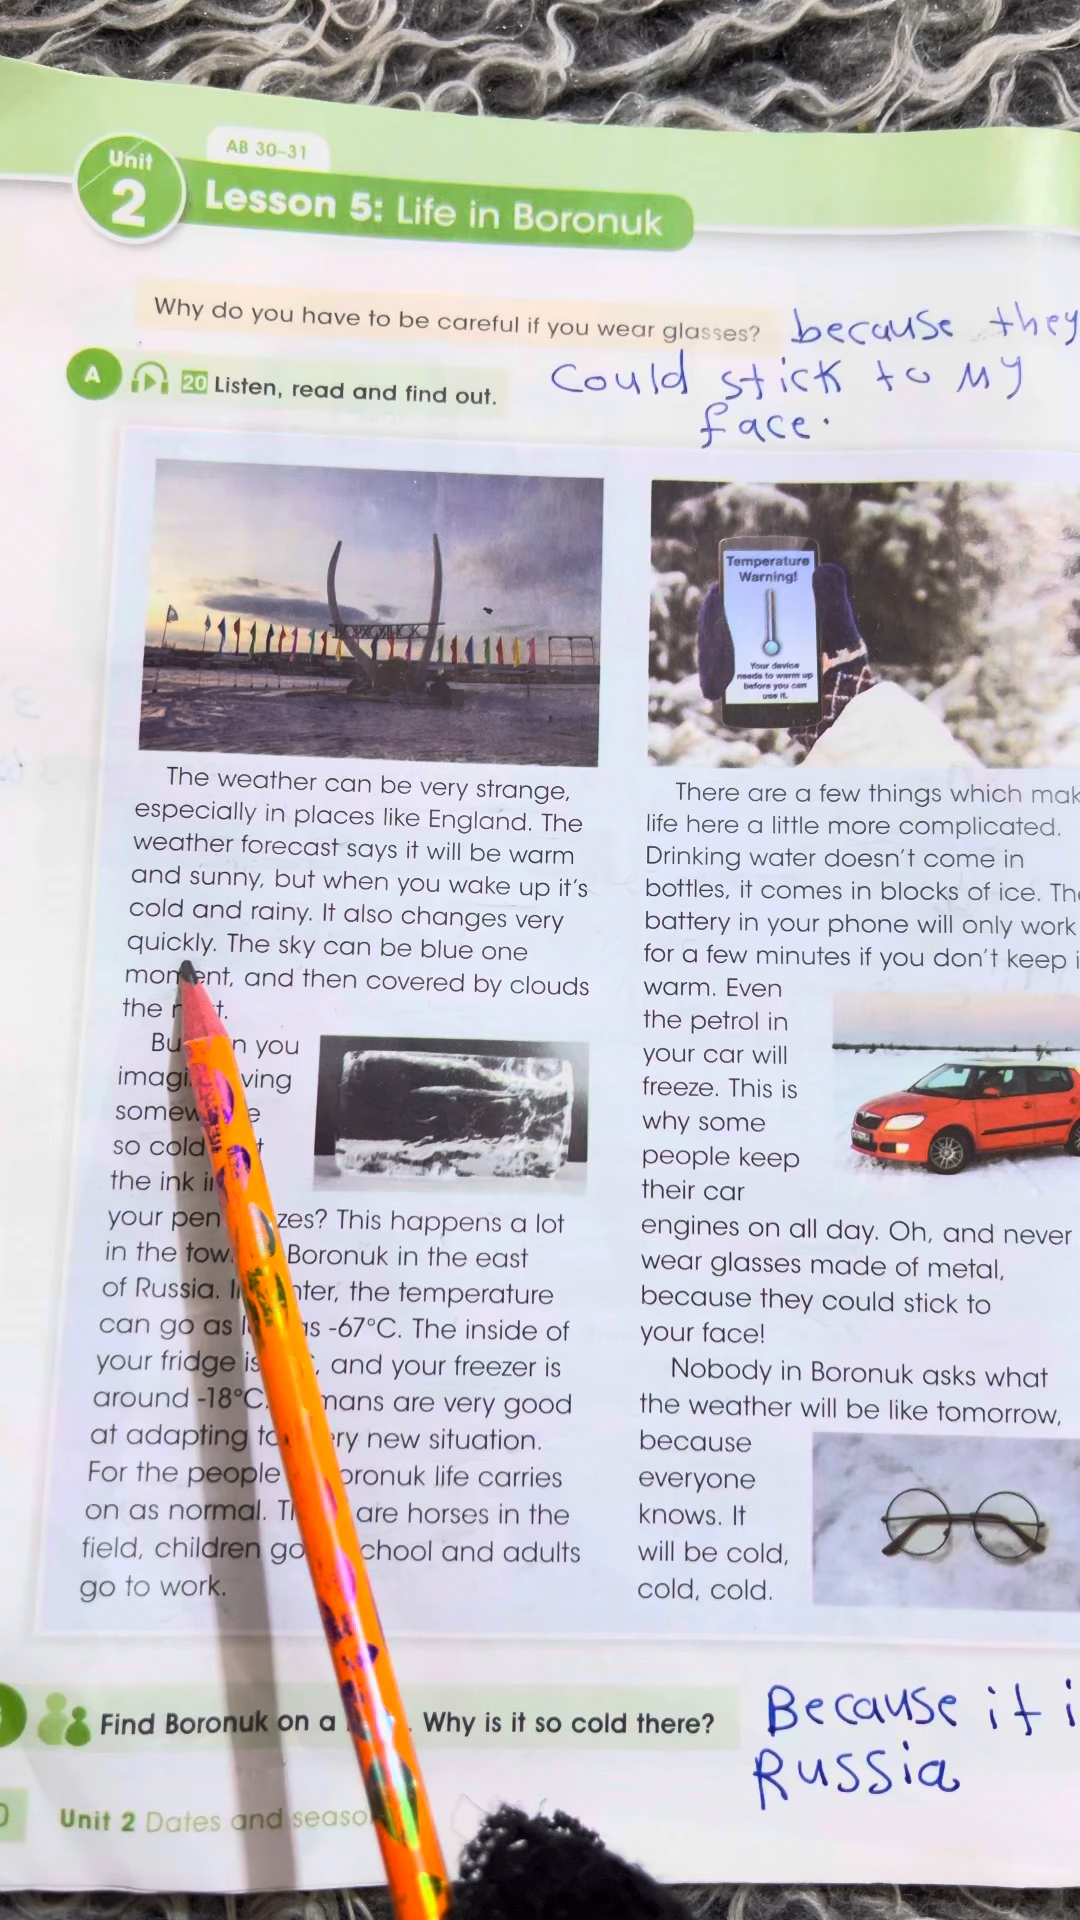 AB 30–31
Unit
2
Lesson 5: Life in Boronuk
Why do you have to be careful if you wear glasses?
because they
could stick to my
face.
A
20 Listen, read and find out.
Temperature
Warning!
Your device
needs to warm up
before you can
use it.
The weather can be very strange,
especially in places like England. The
weather forecast says it will be warm
and sunny, but when you wake up it's
cold and rainy. It also changes very
quickly. The sky can be blue one
moment, and then covered by clouds
the
you
so cold
the ink
your pen This happens a lot
in the Boronuk in the east
of Russia. the temperature
can go as -67°C. The inside of
your fridge and your freezer is
around -18°C. are very good
at adapting new situation.
For the people life carries
on as normal. are horses in the
field, children go and adults
go to work.
There are a few things which
life here a little more complicated.
Drinking water doesn't come in
bottles, it comes in blocks of ice.
battery in your phone will only work
for a few minutes if you don't keep
warm. Even
the petrol in
your car will
freeze. This is
why some
people keep
their car
engines on all day. Oh, and never
wear glasses made of metal,
because they could stick to
your face!
Nobody in Boronuk asks what
the weather will be like tomorrow,
because
everyone
knows. It
will be cold,
cold, cold.
Find Boronuk on a Why is it so cold there?
Because it
Russia
Unit 2 Dates and